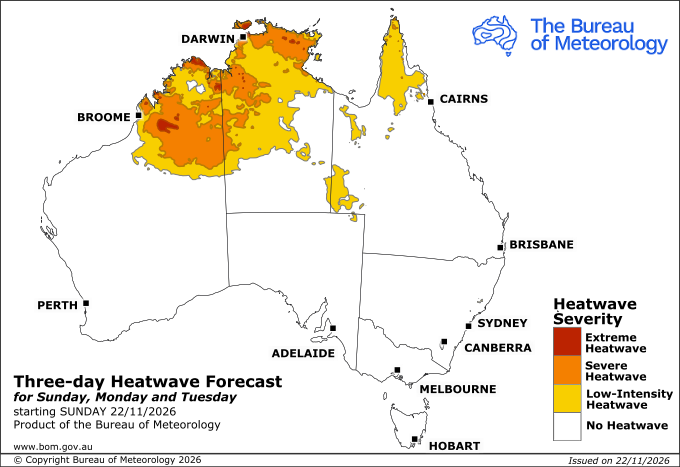 The Bureau
of Meteorology
DARWIN
CAIRNS
BROOME
BRISBANE
PERTH
SYDNEY
CANBERRA
ADELAIDE
MELBOURNE
HOBART
Heatwave
Severity
Extreme
Heatwave
Severe
Heatwave
Low-Intensity
Heatwave
No Heatwave
Three-day Heatwave Forecast
for Sunday, Monday and Tuesday
starting SUNDAY 22/11/2026
Product of the Bureau of Meteorology
www.bom.gov.au
© Copyright Bureau of Meteorology 2026
Issued on 22/11/2026